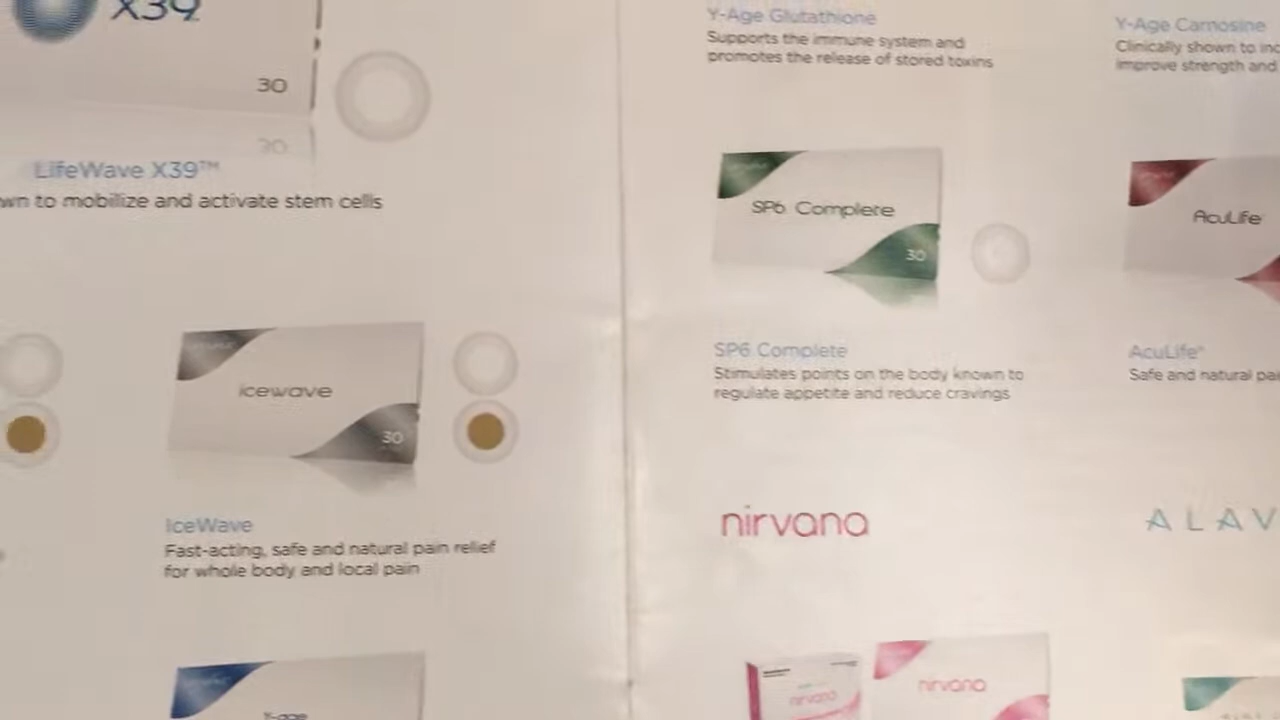 X39
30
LifeWave X39™
to mobilize and activate stem cells
icewave
30
IceWave
Fast-acting, safe and natural pain relief
for whole body and local pain
Y-age
Y-Age Glutathione
Supports the immune system and
promotes the release of stored toxins
SP6 Complete
30
SP6 Complete
Stimulates points on the body known to
regulate appetite and reduce cravings
nirvana
nirvana
nirvana
Y-Age Carnosine
Clinically shown to
improve strength and
AcuLife
AcuLife®
Safe and natural
ALAV